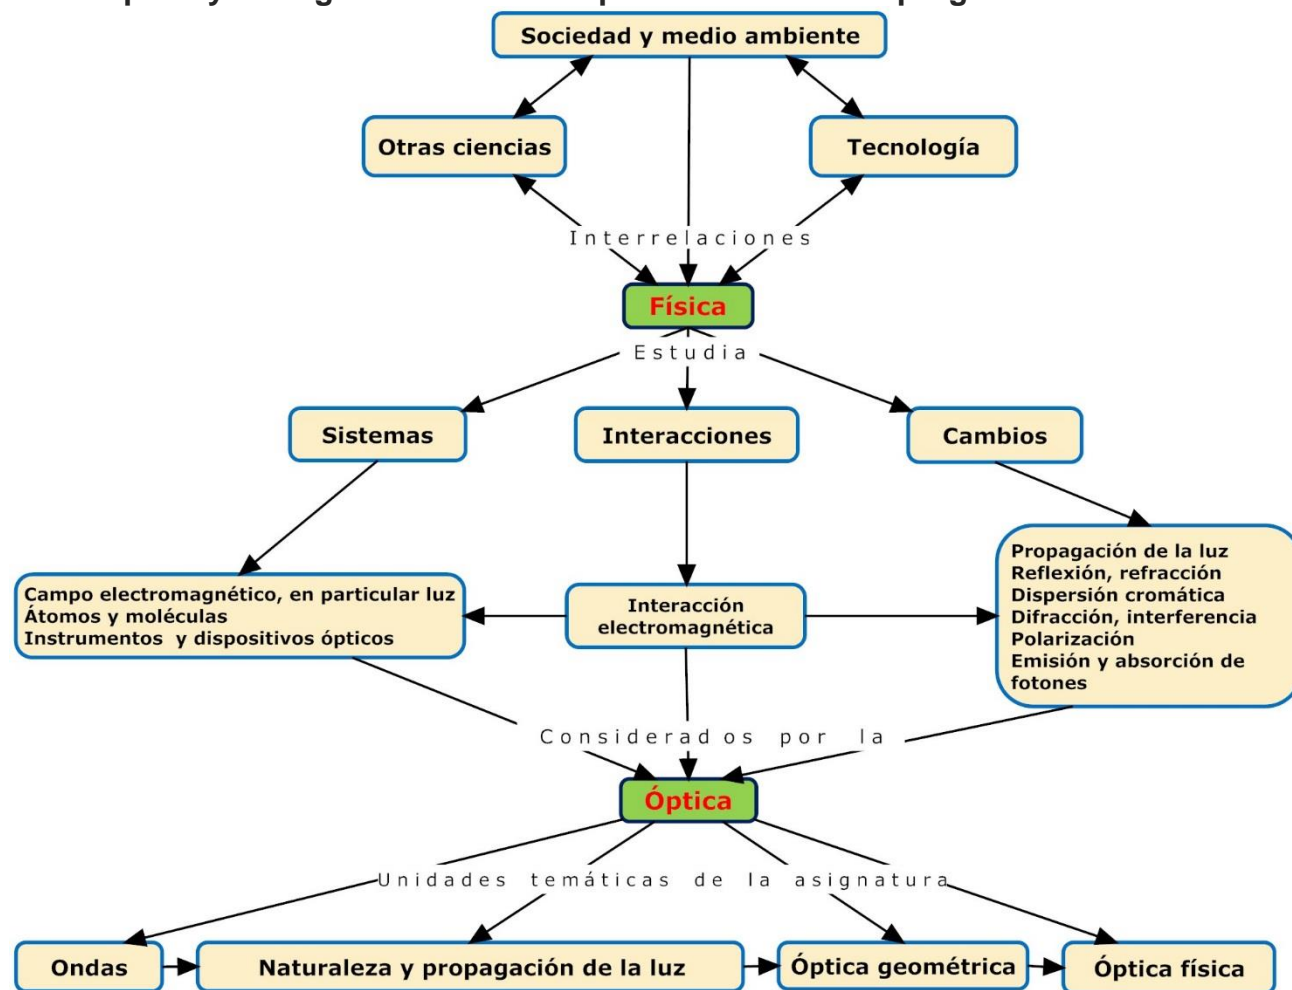 Sociedad y medio ambiente
Otras ciencias
Tecnología
Interrelaciones
Física
Estudia
Sistemas
Interacciones
Cambios
Campo electromagnético, en particular luz
Átomos y moléculas
Instrumentos y dispositivos ópticos
Interacción
electromagnética
Propagación de la luz
Reflexión, refracción
Dispersión cromática
Difracción, interferencia
Polarización
Emisión y absorción de
fotones
Considerados por la
Óptica
Unidades temáticas de la asignatura
Ondas
Naturaleza y propagación de la luz
Óptica geométrica
Óptica física